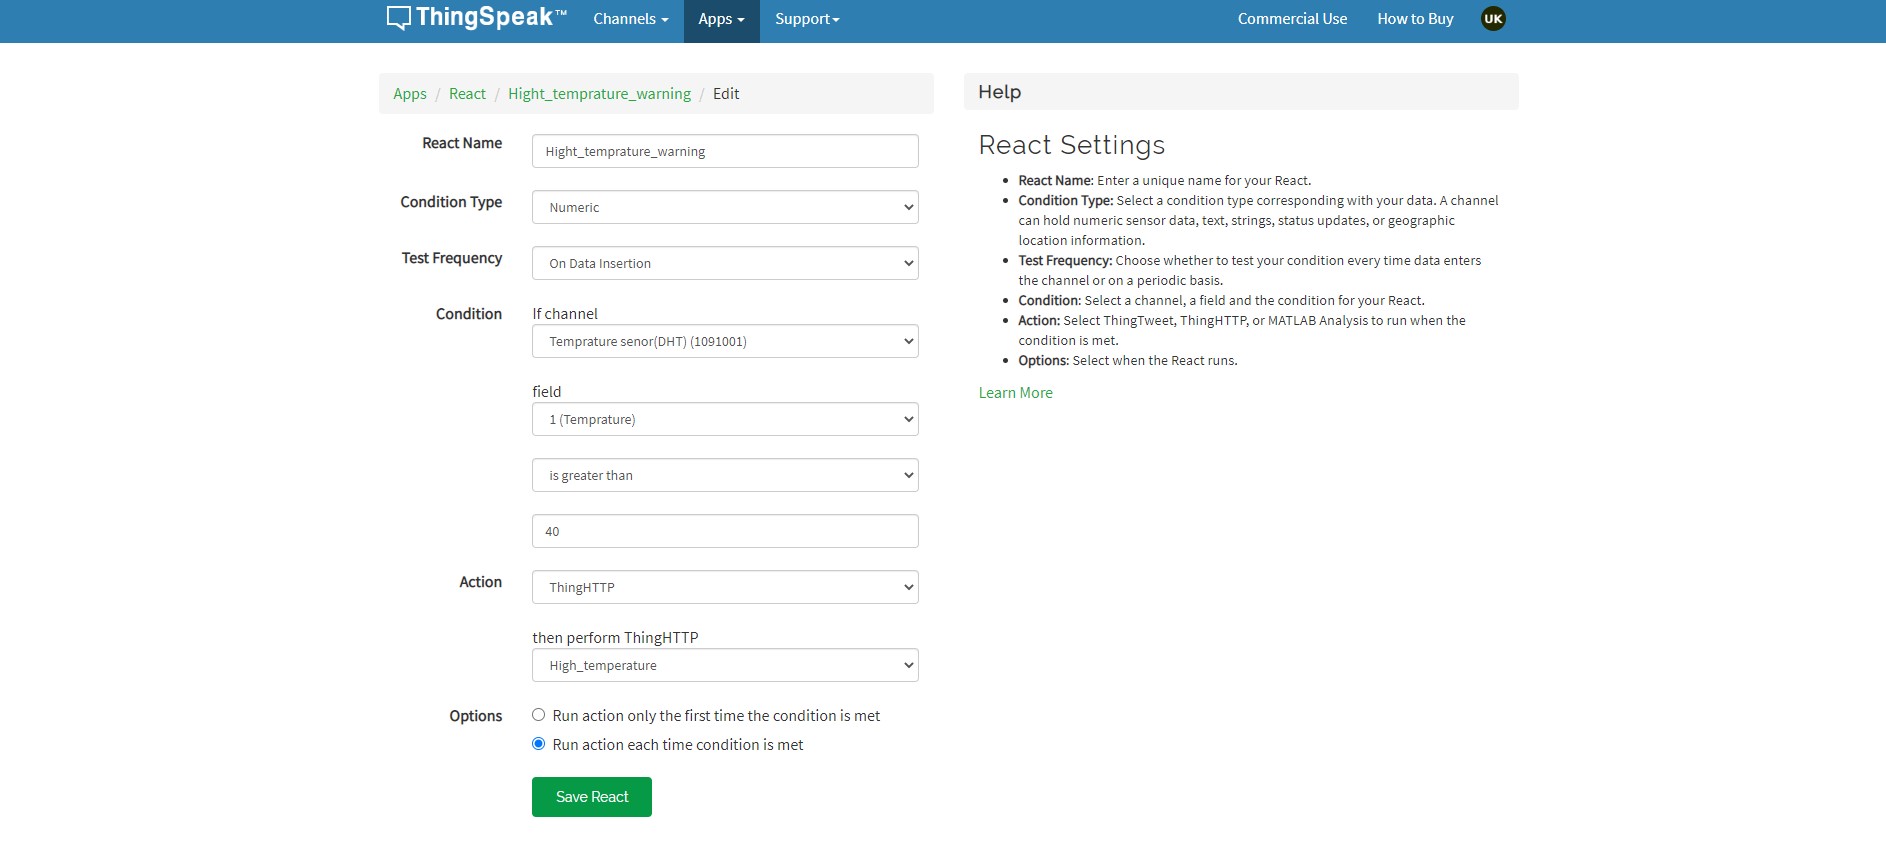 ThingSpeak™ Channels Apps Support Commercial Use How to Buy UK
Apps / React / Hight_temprature_warning / Edit
React Name
Hight_temprature_warning
Condition Type
Numeric
Test Frequency
On Data Insertion
Condition
If channel
Temprature senor(DHT) (1091001)
field
1 (Temprature)
is greater than
40
Action
ThingHTTP
then perform ThingHTTP
High_temperature
Options
Run action only the first time the condition is met
Run action each time condition is met
Save React
Help
React Settings
• React Name: Enter a unique name for your React.
• Condition Type: Select a condition type corresponding with your data. A channel
can hold numeric sensor data, text, strings, status updates, or geographic
location information.
• Test Frequency: Choose whether to test your condition every time data enters
the channel or on a periodic basis.
• Condition: Select a channel, a field and the condition for your React.
• Action: Select ThingTweet, ThingHTTP, or MATLAB Analysis to run when the
condition is met.
• Options: Select when the React runs.
Learn More